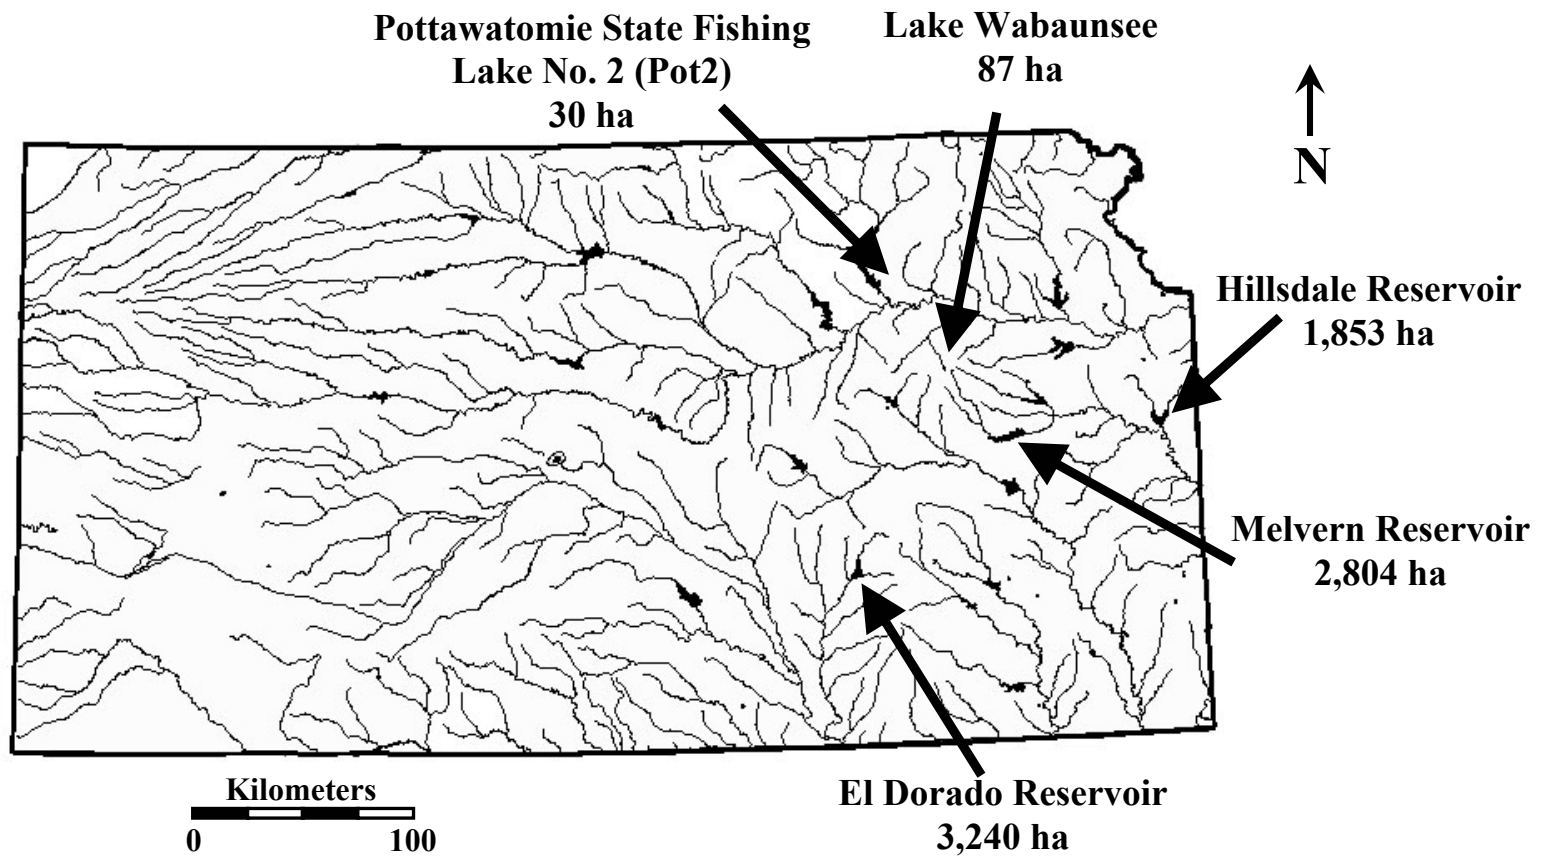 Pottawatomie State Fishing
Lake No. 2 (Pot2)
30 ha
Lake Wabaunsee
87 ha
N
Hillsdale Reservoir
1,853 ha
Melvern Reservoir
2,804 ha
El Dorado Reservoir
3,240 ha
Kilometers
0 100